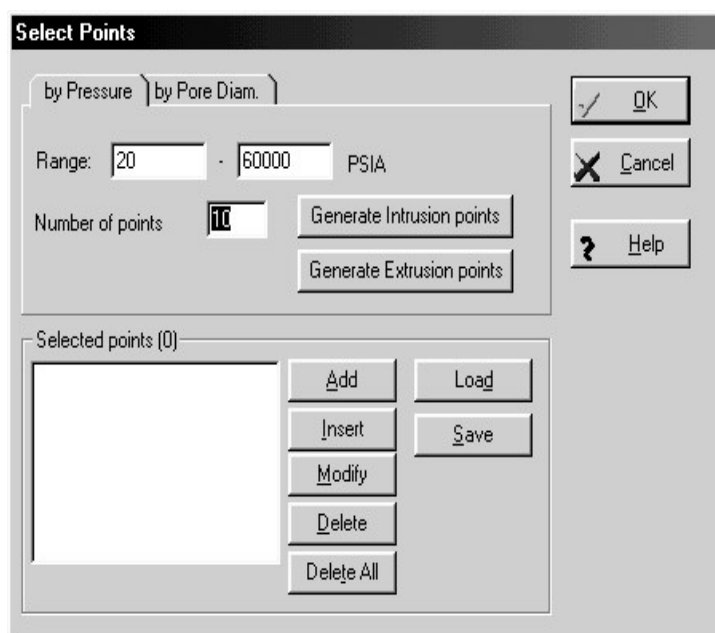 Select Points
by Pressure by Pore Diam.
Range: 20 - 60000 PSIA
Number of points 10
Generate Intrusion points
Generate Extrusion points
OK
Cancel
Help
Selected points (0)
Add
Insert
Modify
Delete
Delete All
Load
Save